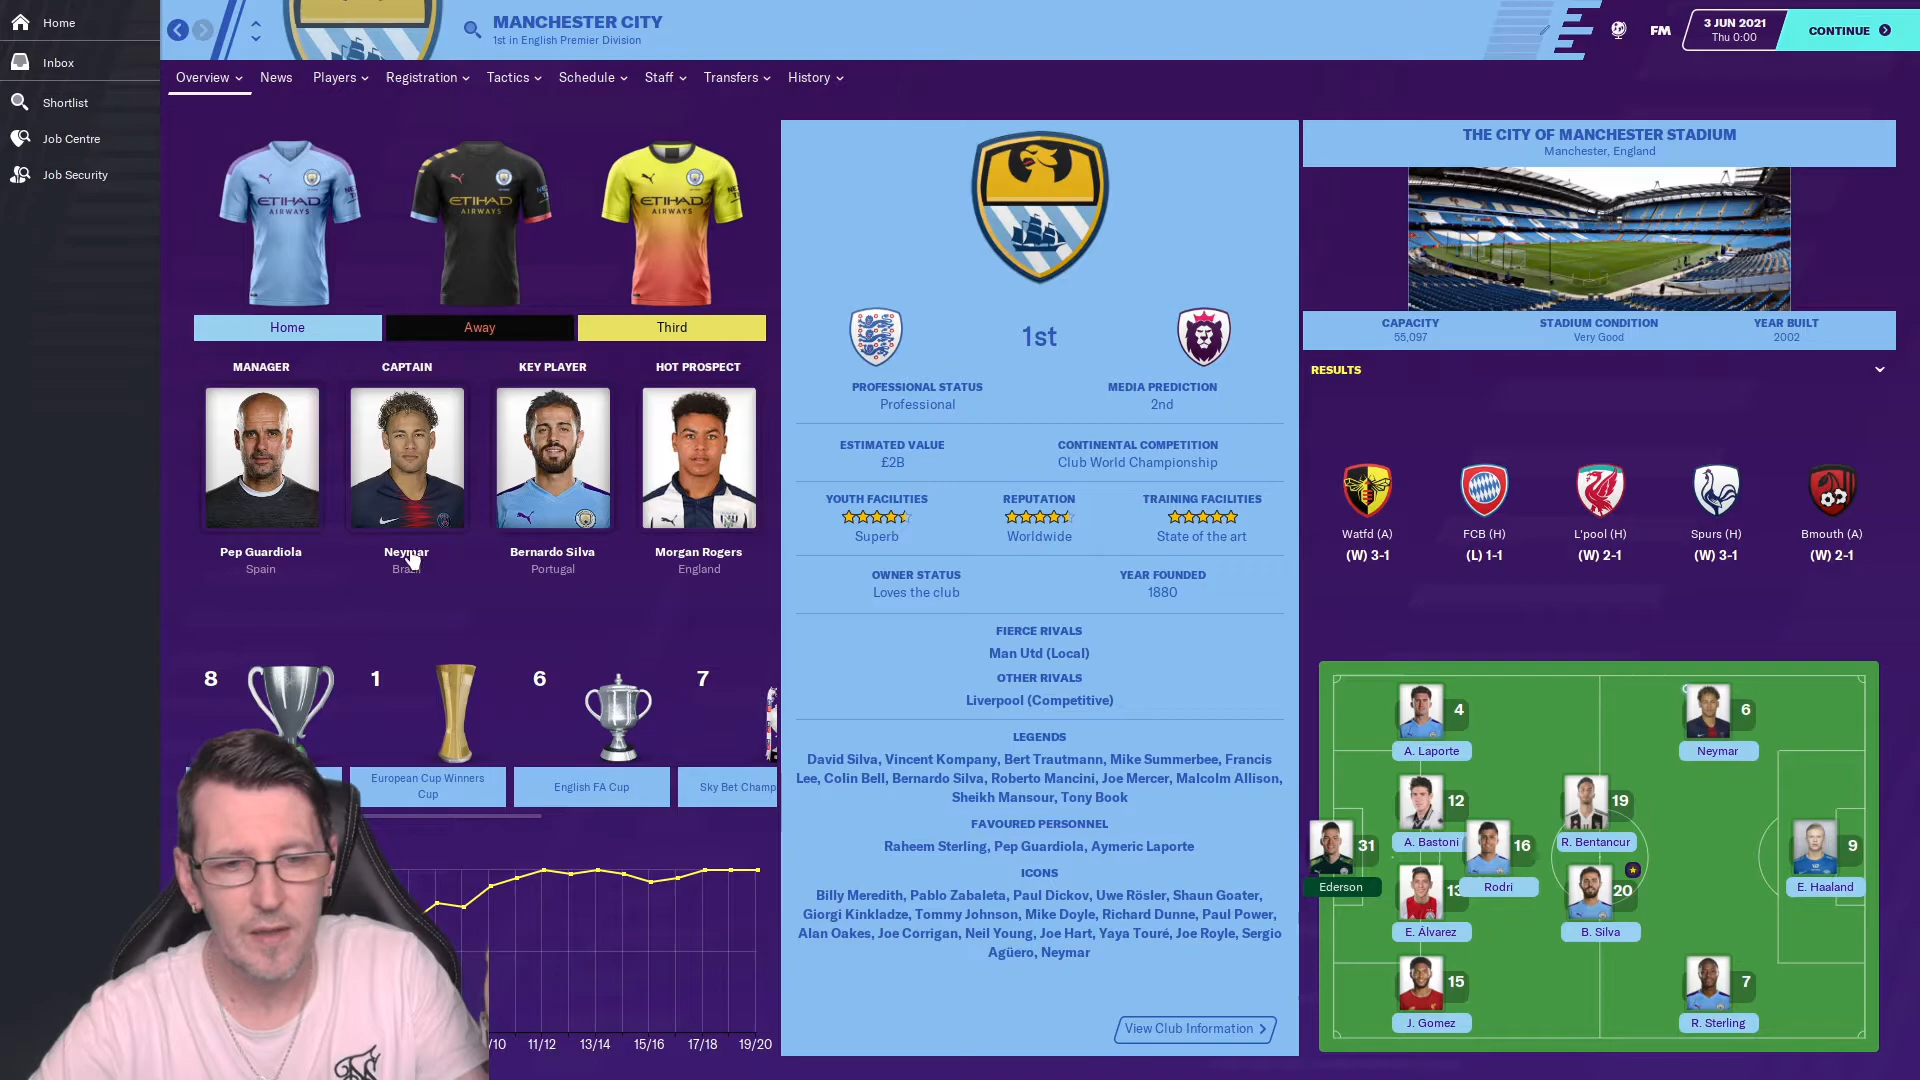 Home
Inbox
Shortlist
Job Centre
Job Security
MANCHESTER CITY
1st in English Premier Division
FM
3 JUN 2021
Thu 0:00
CONTINUE
Overview
News
Players
Registration
Tactics
Schedule
Staff
Transfers
History
ETIHAD
AIRWAYS
ETIHAD
AIRWAYS
ETIHAD
AIRWAYS
Home
Away
Third
MANAGER
CAPTAIN
KEY PLAYER
HOT PROSPECT
Pep Guardiola
Spain
Neymar
Brazil
Bernardo Silva
Portugal
Morgan Rogers
England
8
1
6
7
European Cup Winners
Cup
English FA Cup
Sky Bet Champ
/10
11/12
13/14
15/16
17/18
19/20
1st
PROFESSIONAL STATUS
Professional
MEDIA PREDICTION
2nd
ESTIMATED VALUE
£2B
CONTINENTAL COMPETITION
Club World Championship
YOUTH FACILITIES
Superb
REPUTATION
Worldwide
TRAINING FACILITIES
State of the art
OWNER STATUS
Loves the club
YEAR FOUNDED
1880
FIERCE RIVALS
Man Utd (Local)
OTHER RIVALS
Liverpool (Competitive)
LEGENDS
David Silva, Vincent Kompany, Bert Trautmann, Mike Summerbee, Francis
Lee, Colin Bell, Bernardo Silva, Roberto Mancini, Joe Mercer, Malcolm Allison,
Sheikh Mansour, Tony Book
FAVOURED PERSONNEL
Raheem Sterling, Pep Guardiola, Aymeric Laporte
ICONS
Billy Meredith, Pablo Zabaleta, Paul Dickov, Uwe Rösler, Shaun Goater,
Giorgi Kinkladze, Tommy Johnson, Mike Doyle, Richard Dunne, Paul Power,
Alan Oakes, Joe Corrigan, Neil Young, Joe Hart, Yaya Touré, Joe Royle, Sergio
Agüero, Neymar
View Club Information
THE CITY OF MANCHESTER STADIUM
Manchester, England
CAPACITY
55,097
STADIUM CONDITION
Very Good
YEAR BUILT
2002
RESULTS
Watfd (A)
(W) 3-1
FCB (H)
(L) 1-1
L'pool (H)
(W) 2-1
Spurs (H)
(W) 3-1
Bmouth (A)
(W) 2-1
4
A. Laporte
6
Neymar
12
A. Bastoni
19
R. Bentancur
31
Ederson
16
Rodri
9
E. Haaland
13
E. Álvarez
20
B. Silva
15
J. Gomez
7
R. Sterling